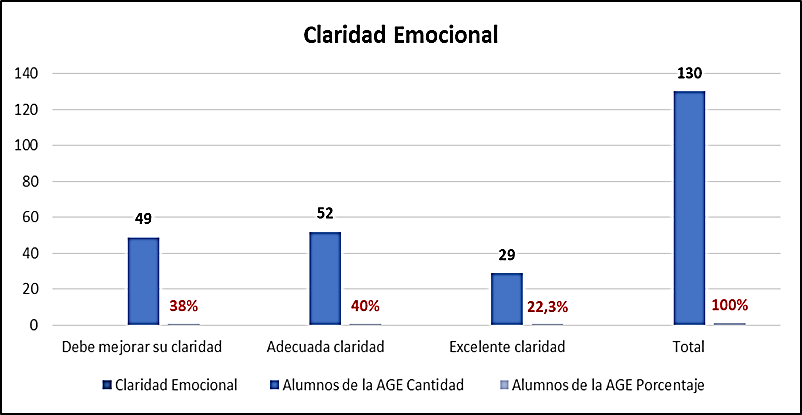 Claridad Emocional
140
120
100
80
60
40
20
0
49
38%
52
40%
29
22,3%
130
100%
Debe mejorar su claridad
Adecuada claridad
Excelente claridad
Total
Claridad Emocional
Alumnos de la AGE Cantidad
Alumnos de la AGE Porcentaje